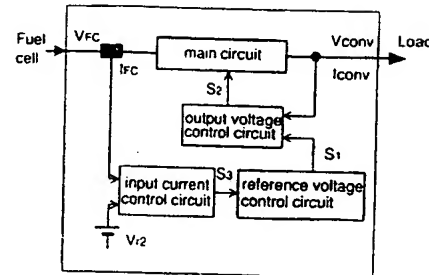 Fuel
cell
VFC
IFC
main circuit
Vconv
Iconv
Load
S2
output voltage
control circuit
S1
input current
control circuit
S3
reference voltage
control circuit
Vr2